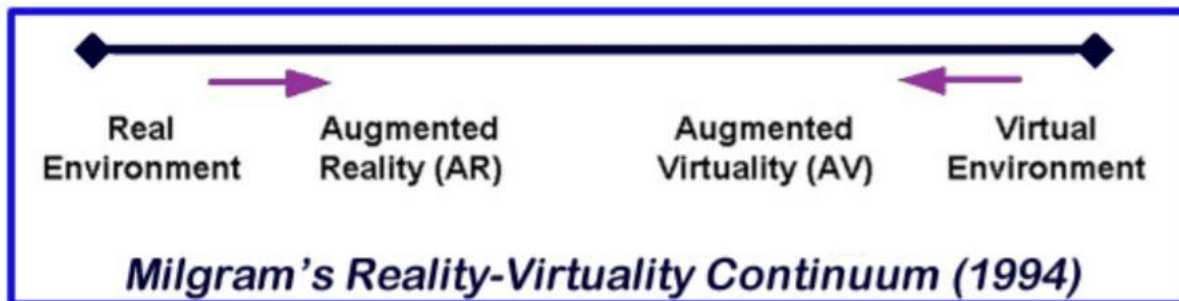 Real Environment
Augmented Reality (AR)
Augmented Virtuality (AV)
Virtual Environment
Milgram's Reality-Virtuality Continuum (1994)